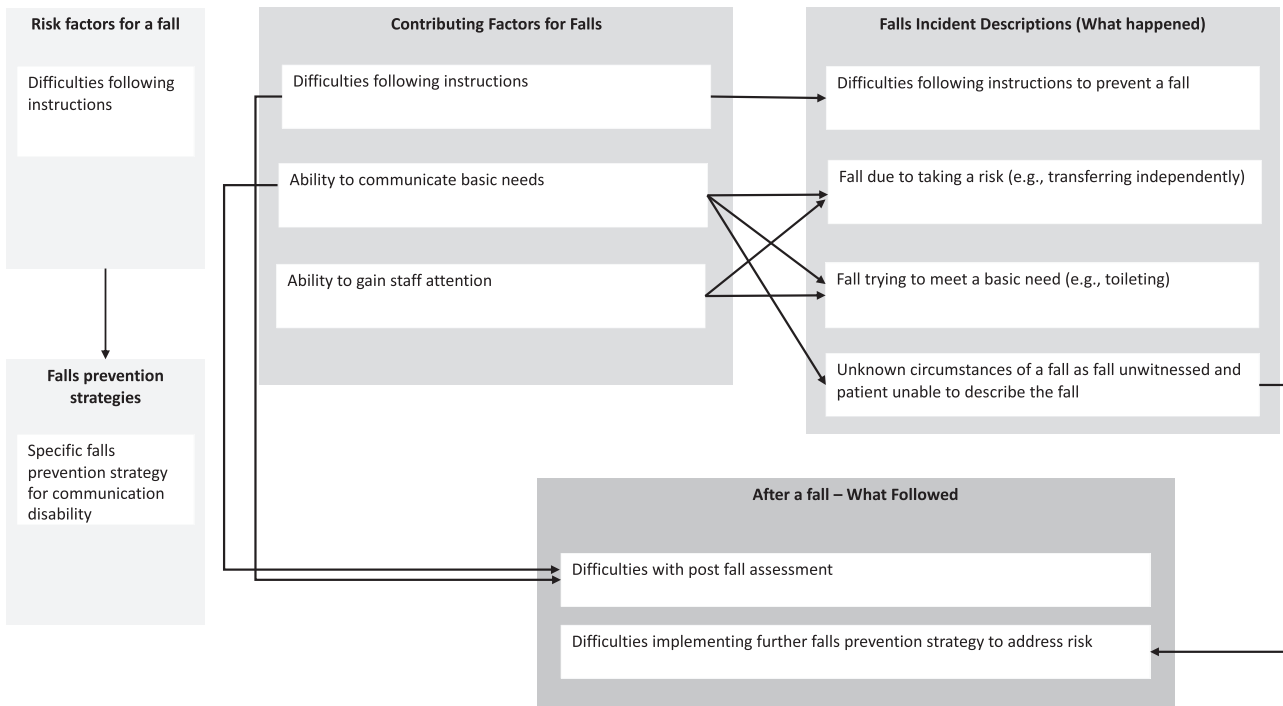 Risk factors for a fall
Difficulties following
instructions
Falls prevention
strategies
Specific falls
prevention strategy
for communication
disability
Contributing Factors for Falls
Difficulties following instructions
Ability to communicate basic needs
Ability to gain staff attention
Falls Incident Descriptions (What happened)
Difficulties following instructions to prevent a fall
Fall due to taking a risk (e.g., transferring independently)
Fall trying to meet a basic need (e.g., toileting)
Unknown circumstances of a fall as fall unwitnessed and
patient unable to describe the fall
After a fall – What Followed
Difficulties with post fall assessment
Difficulties implementing further falls prevention strategy to address risk